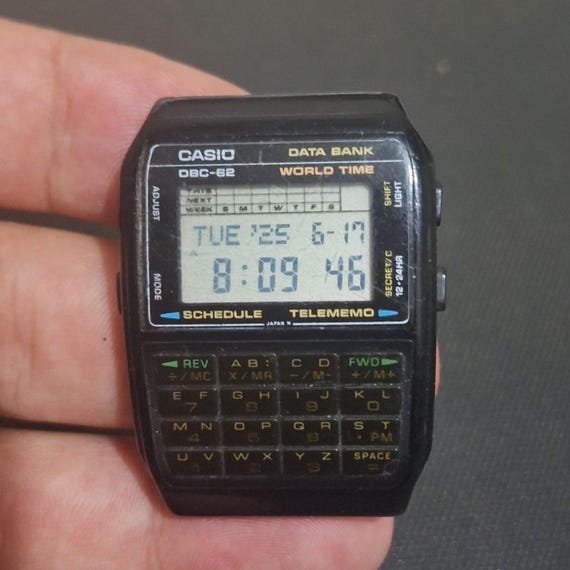 CASIO DATA BANK
DBC-62 WORLD TIME
ADJUST
MODE
SHIFT
LIGHT
SECRET/C
12·24HR
THIS
NEXT
WEEK S M T W T F S
TUE '25 6-17
A
8:09 46
SCHEDULE TELEMEMO
JAPAN W
REV A B : C D FWD
÷/MC ×/MR −/M- +/M+
E F G H I J K L
7 8 9 0
M N O P Q R S T
4 5 6 · PM
U V W X Y Z SPACE
1 2 3 =